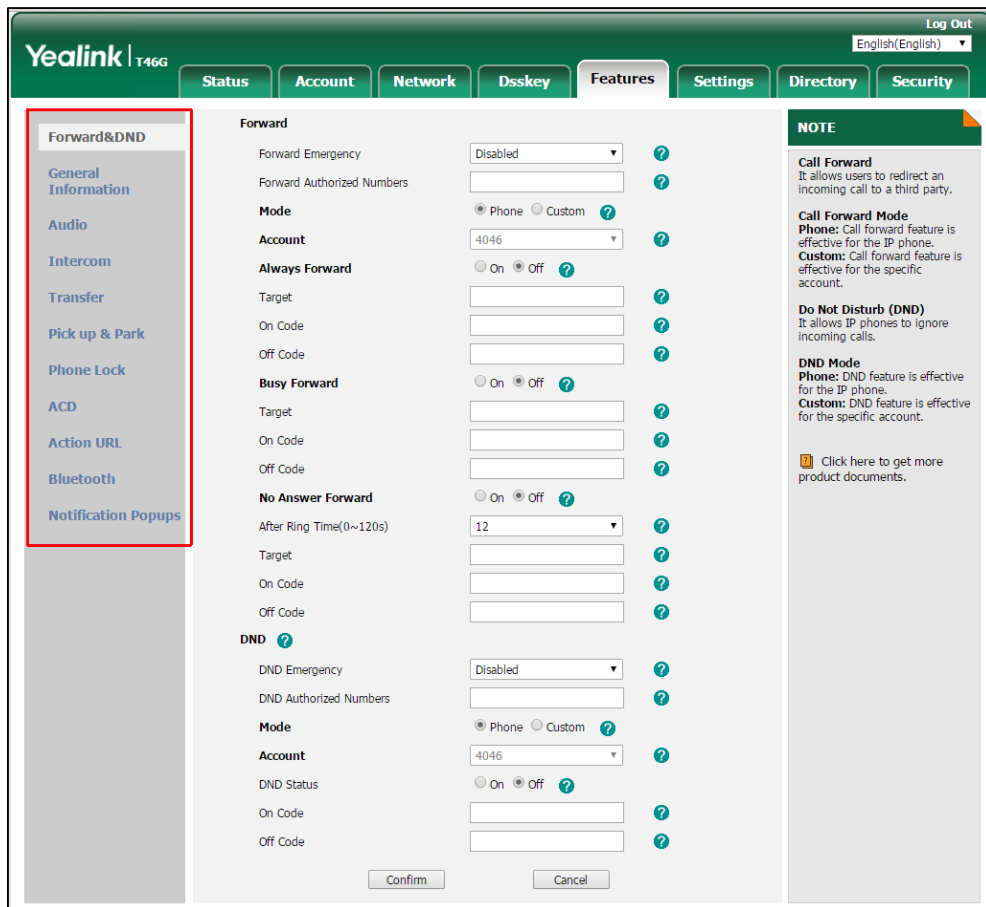 Log Out
English(English)
Yealink | T46G
Status Account Network Dsskey Features Settings Directory Security
Forward&DND
General
Information
Audio
Intercom
Transfer
Pick up & Park
Phone Lock
ACD
Action URL
Bluetooth
Notification Popups
Forward
Forward Emergency Disabled ?
Forward Authorized Numbers ?
Mode Phone Custom ?
Account 4046 ?
Always Forward On Off ?
Target ?
On Code ?
Off Code ?
Busy Forward On Off ?
Target ?
On Code ?
Off Code ?
No Answer Forward On Off ?
After Ring Time(0~120s) 12 ?
Target ?
On Code ?
Off Code ?
DND ?
DND Emergency Disabled ?
DND Authorized Numbers ?
Mode Phone Custom ?
Account 4046 ?
DND Status On Off ?
On Code ?
Off Code ?
Confirm Cancel
NOTE
Call Forward
It allows users to redirect an
incoming call to a third party.
Call Forward Mode
Phone: Call forward feature is
effective for the IP phone.
Custom: Call forward feature is
effective for the specific
account.
Do Not Disturb (DND)
It allows IP phones to ignore
incoming calls.
DND Mode
Phone: DND feature is effective
for the IP phone.
Custom: DND feature is effective
for the specific account.
? Click here to get more
product documents.